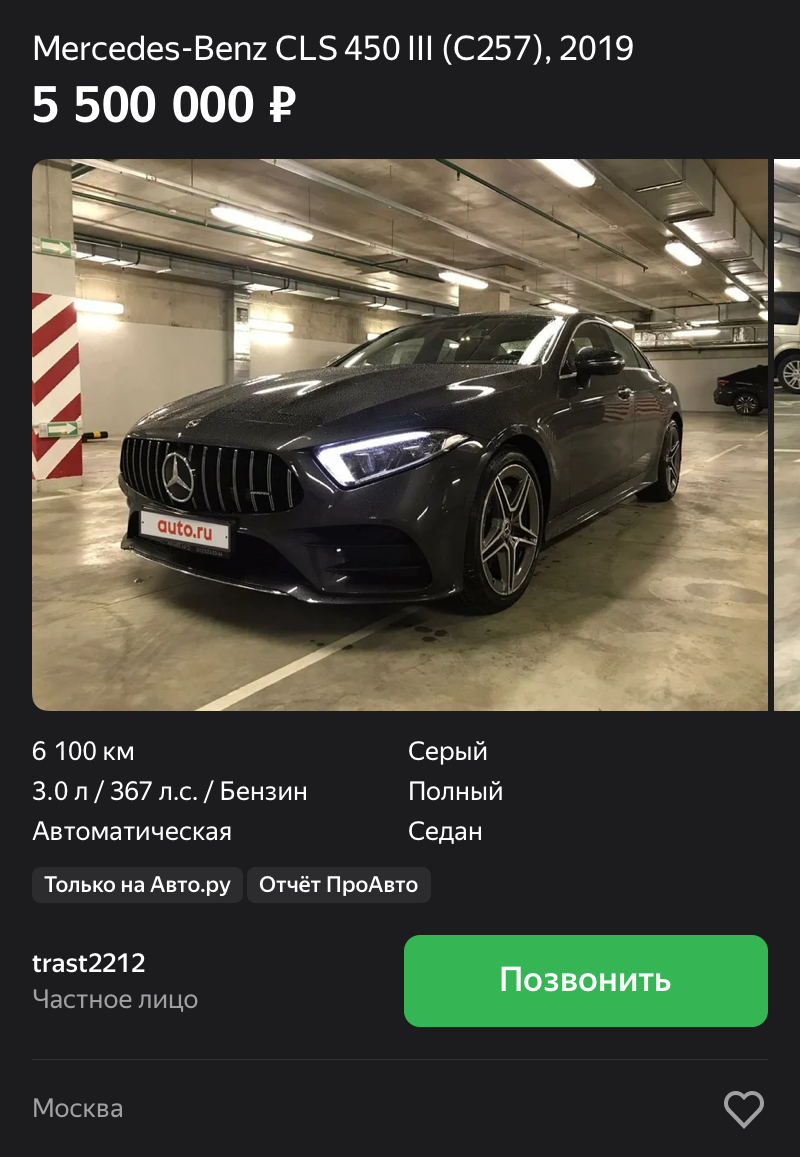 Mercedes-Benz CLS 450 III (C257), 2019
5 500 000 ₽
auto.ru
6 100 км
Серый
3.0 л / 367 л.с. / Бензин
Полный
Автоматическая
Седан
Только на Авто.ру
Отчёт ПроАвто
trast2212
Частное лицо
Позвонить
Москва